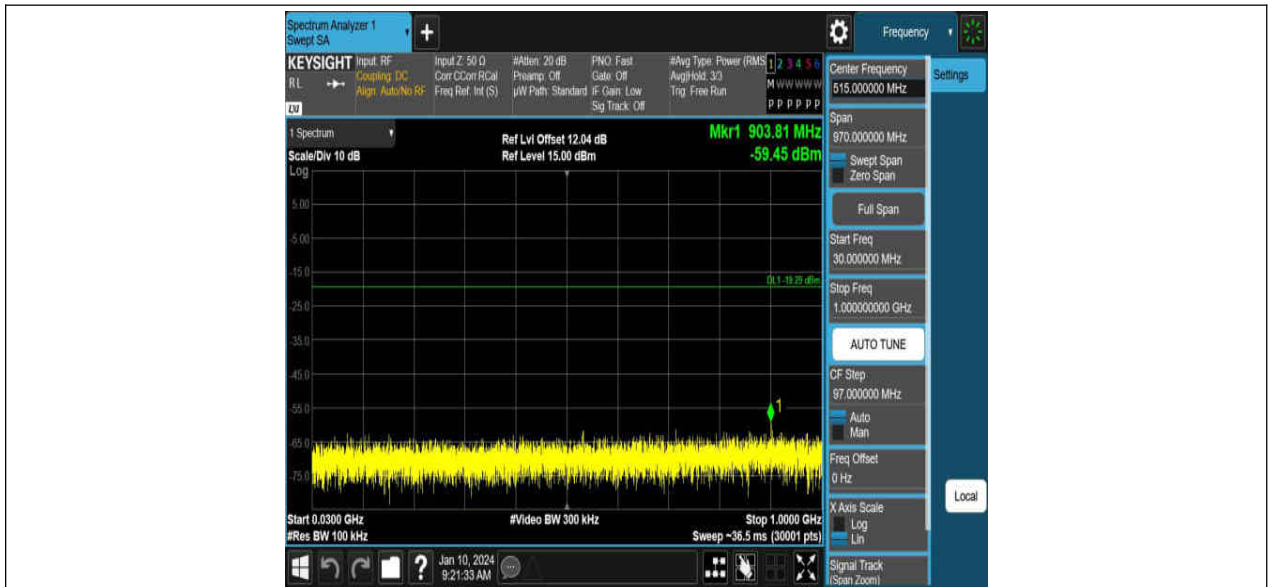 Spectrum Analyzer 1
Swept SA
+
Frequency
KEYSIGHT
RL
LXI
Input: RF
Coupling: DC
Align: Auto/No RF
Input Z: 50 Ω
Corr CCorr RCal
Freq Ref: Int (S)
#Atten: 20 dB
Preamp: Off
µW Path: Standard
PNO: Fast
Gate: Off
IF Gain: Low
Sig Track: Off
#Avg Type: Power (RMS
Avg|Hold: 3/3
Trig: Free Run
1 2 3 4 5 6
M W W W W W
P P P P P P
Center Frequency
515.000000 MHz
Settings
1 Spectrum
Scale/Div 10 dB
Log
Ref Lvl Offset 12.04 dB
Ref Level 15.00 dBm
Mkr1 903.81 MHz
-59.45 dBm
Span
970.000000 MHz
Swept Span
Zero Span
Full Span
Start Freq
30.000000 MHz
Stop Freq
1.000000000 GHz
AUTO TUNE
CF Step
97.000000 MHz
Auto
Man
Freq Offset
0 Hz
X Axis Scale
Log
Lin
Signal Track
(Span Zoom)
Local
5.00
-5.00
-15.0
DL1 -19.29 dBm
-25.0
-35.0
-45.0
-55.0
1
-65.0
-75.0
Start 0.0300 GHz
#Res BW 100 kHz
#Video BW 300 kHz
Stop 1.0000 GHz
Sweep ~36.5 ms (30001 pts)
?
Jan 10, 2024
9:21:33 AM